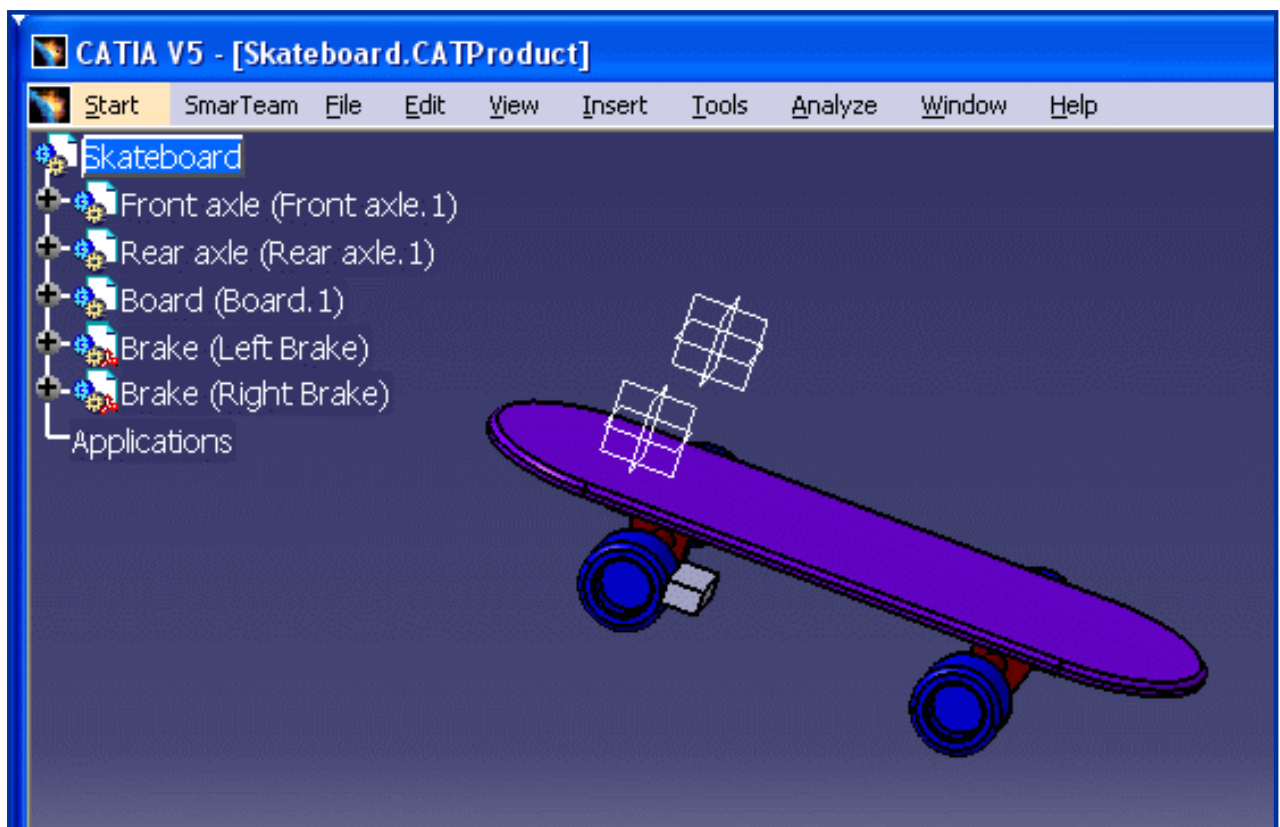 CATIA V5 - [Skateboard.CATProduct]
Start SmarTeam File Edit View Insert Tools Analyze Window Help
Skateboard
Front axle (Front axle.1)
Rear axle (Rear axle.1)
Board (Board.1)
Brake (Left Brake)
Brake (Right Brake)
Applications